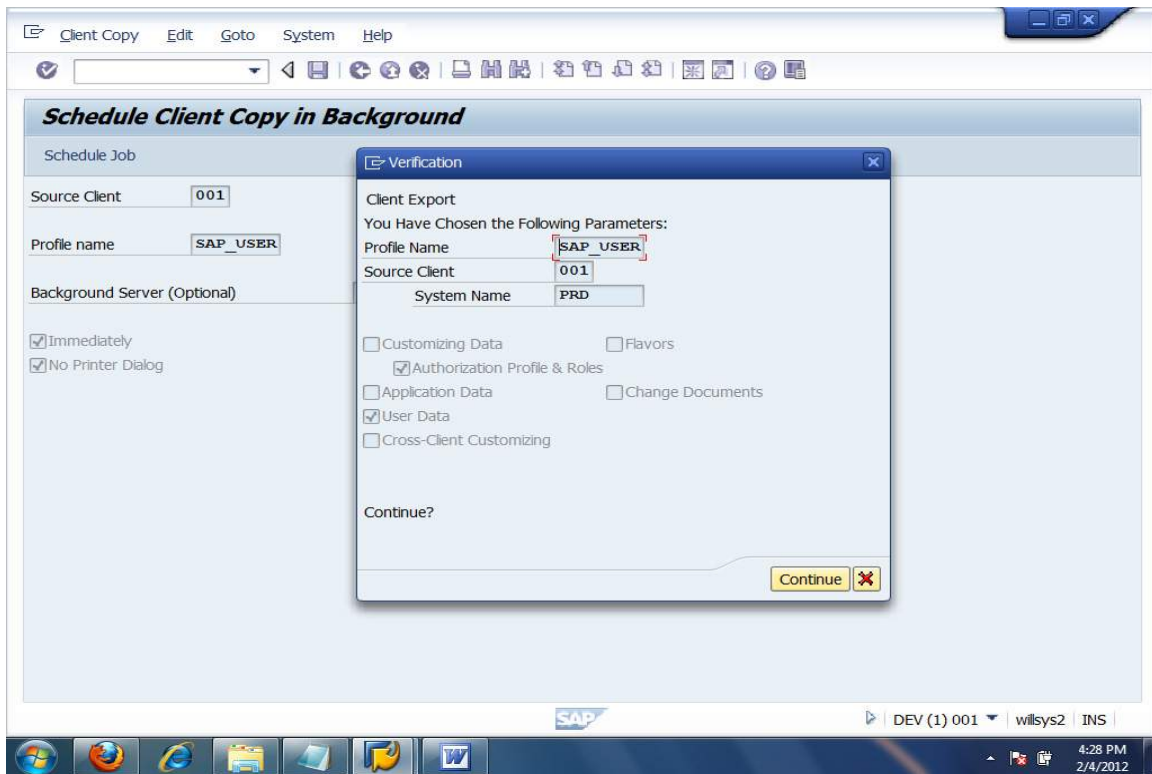 Client Copy Edit Goto System Help
Schedule Client Copy in Background
Schedule Job
Source Client 001
Profile name SAP_USER
Background Server (Optional)
Immediately
No Printer Dialog
Verification
Client Export
You Have Chosen the Following Parameters:
Profile Name SAP_USER
Source Client 001
System Name PRD
Customizing Data Flavors
Authorization Profile & Roles
Application Data Change Documents
User Data
Cross-Client Customizing
Continue?
Continue
SAP
DEV (1) 001 willsys2 INS
W
4:28 PM
2/4/2012